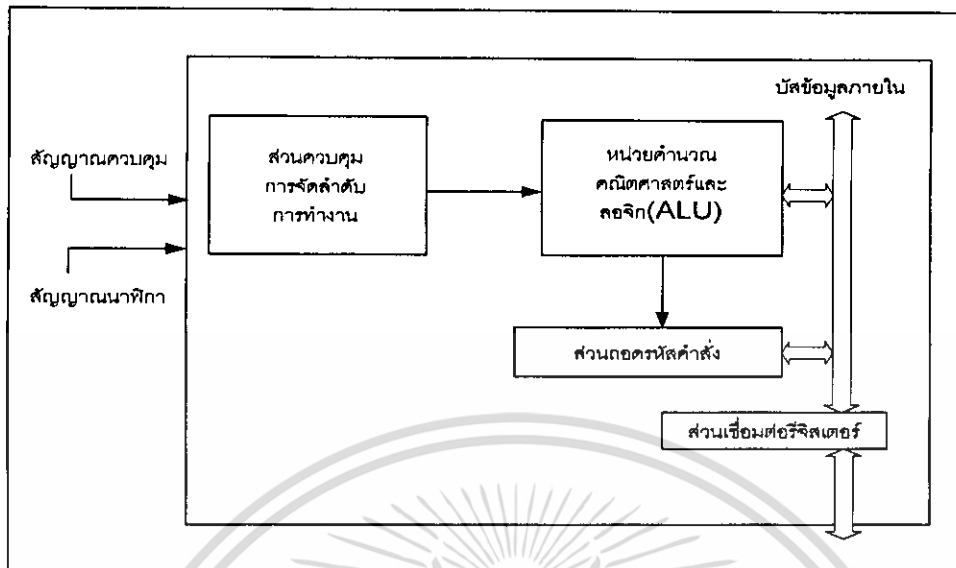 บัสข้อมูลภายใน
สัญญาณควบคุม
ส่วนควบคุม
การจัดลำดับ
การทำงาน
หน่วยคำนวณ
คณิตศาสตร์และ
ลอจิก(ALU)
สัญญาณนาฬิกา
ส่วนถอดรหัสคำสั่ง
ส่วนเชื่อมต่อรีจิสเตอร์